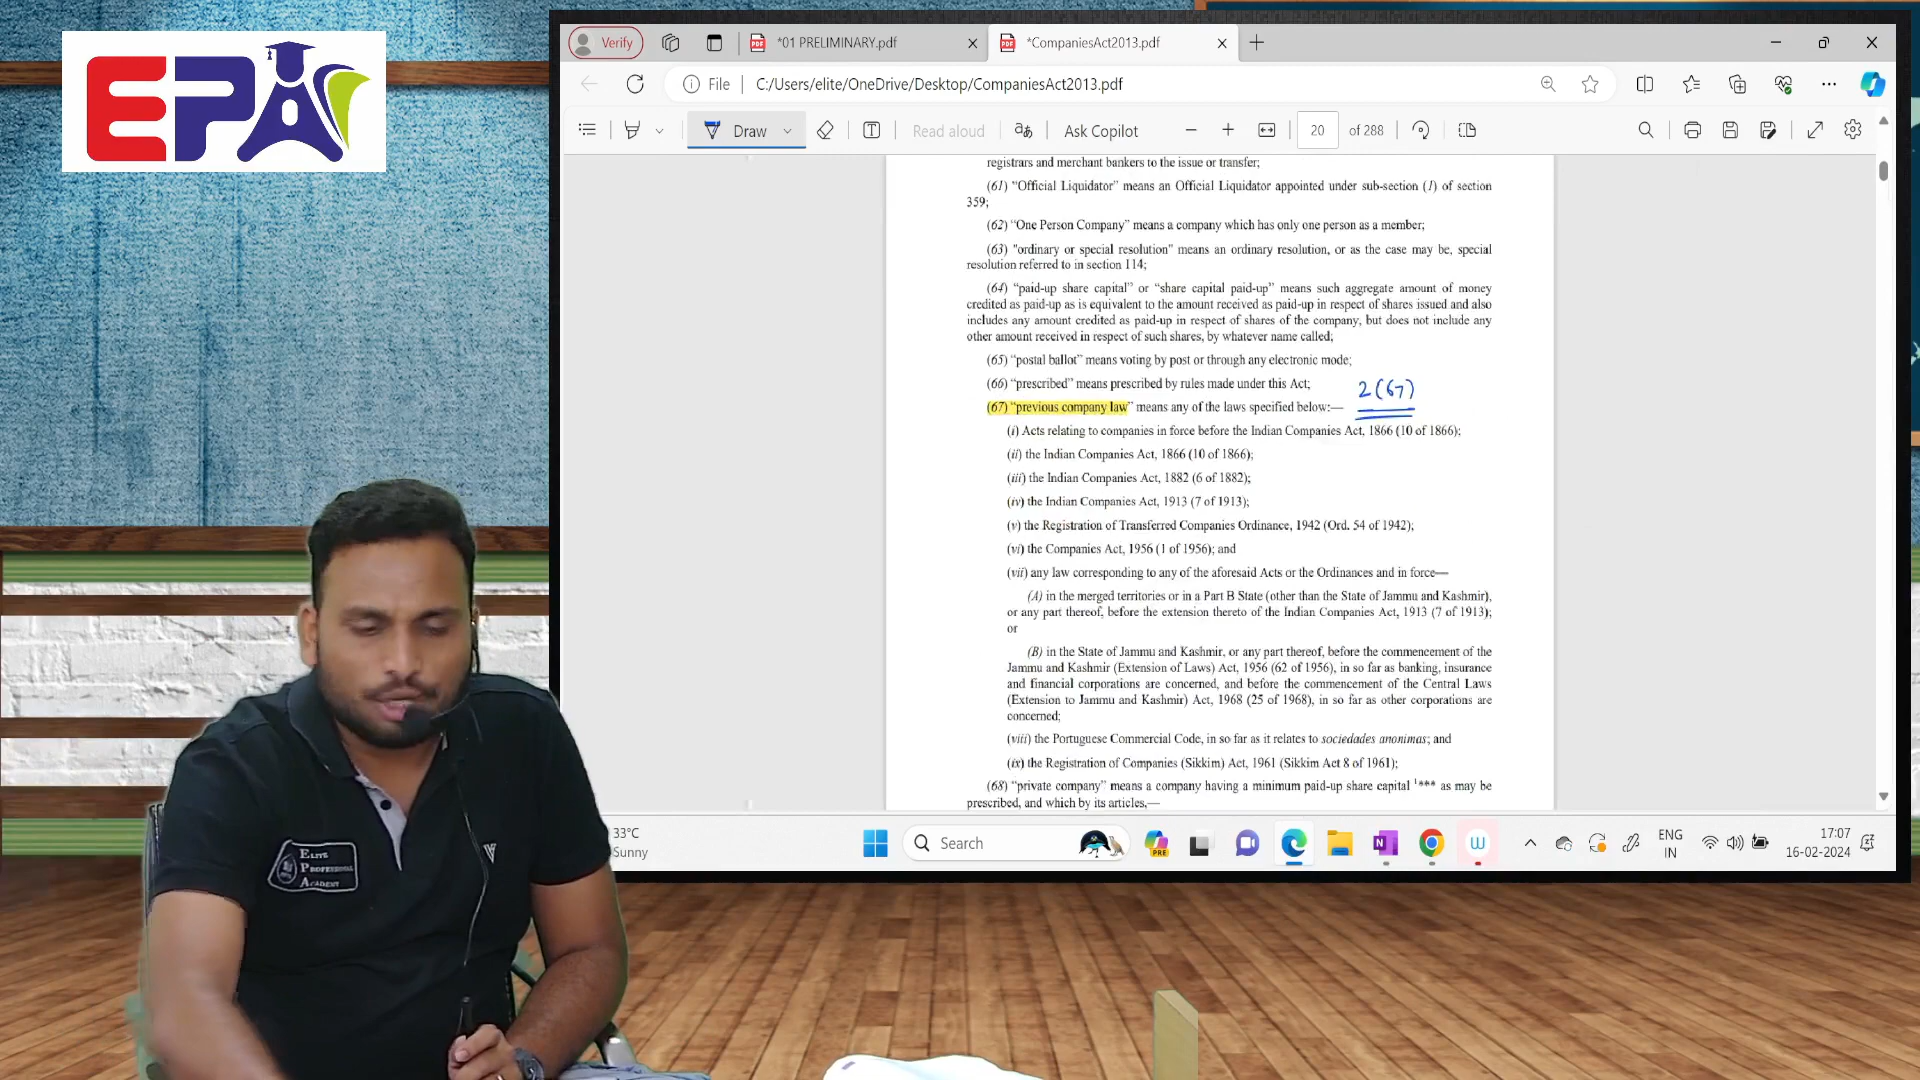 EPA
Verify
*01 PRELIMINARY.pdf
*CompaniesAct2013.pdf
File
C:/Users/elite/OneDrive/Desktop/CompaniesAct2013.pdf
Draw
Read aloud
Ask Copilot
20
of 288
registrars and merchant bankers to the issue or transfer;
(61) “Official Liquidator” means an Official Liquidator appointed under sub-section (1) of section
359;
(62) “One Person Company” means a company which has only one person as a member;
(63) "ordinary or special resolution" means an ordinary resolution, or as the case may be, special
resolution referred to in section 114;
(64) “paid-up share capital” or “share capital paid-up” means such aggregate amount of money
credited as paid-up as is equivalent to the amount received as paid-up in respect of shares issued and also
includes any amount credited as paid-up in respect of shares of the company, but does not include any
other amount received in respect of such shares, by whatever name called;
(65) “postal ballot” means voting by post or through any electronic mode;
(66) “prescribed” means prescribed by rules made under this Act;
2(67)
(67) “previous company law” means any of the laws specified below:—
(i) Acts relating to companies in force before the Indian Companies Act, 1866 (10 of 1866);
(ii) the Indian Companies Act, 1866 (10 of 1866);
(iii) the Indian Companies Act, 1882 (6 of 1882);
(iv) the Indian Companies Act, 1913 (7 of 1913);
(v) the Registration of Transferred Companies Ordinance, 1942 (Ord. 54 of 1942);
(vi) the Companies Act, 1956 (1 of 1956); and
(vii) any law corresponding to any of the aforesaid Acts or the Ordinances and in force—
(A) in the merged territories or in a Part B State (other than the State of Jammu and Kashmir),
or any part thereof, before the extension thereto of the Indian Companies Act, 1913 (7 of 1913);
or
(B) in the State of Jammu and Kashmir, or any part thereof, before the commencement of the
Jammu and Kashmir (Extension of Laws) Act, 1956 (62 of 1956), in so far as banking, insurance
and financial corporations are concerned, and before the commencement of the Central Laws
(Extension to Jammu and Kashmir) Act, 1968 (25 of 1968), in so far as other corporations are
concerned;
(viii) the Portuguese Commercial Code, in so far as it relates to sociedades anonimas; and
(ix) the Registration of Companies (Sikkim) Act, 1961 (Sikkim Act 8 of 1961);
(68) “private company” means a company having a minimum paid-up share capital 1*** as may be
prescribed, and which by its articles,—
33°C
Sunny
Search
PRE
ENG
IN
17:07
16-02-2024
ELITE
PROFESSIONAL
ACADEMY